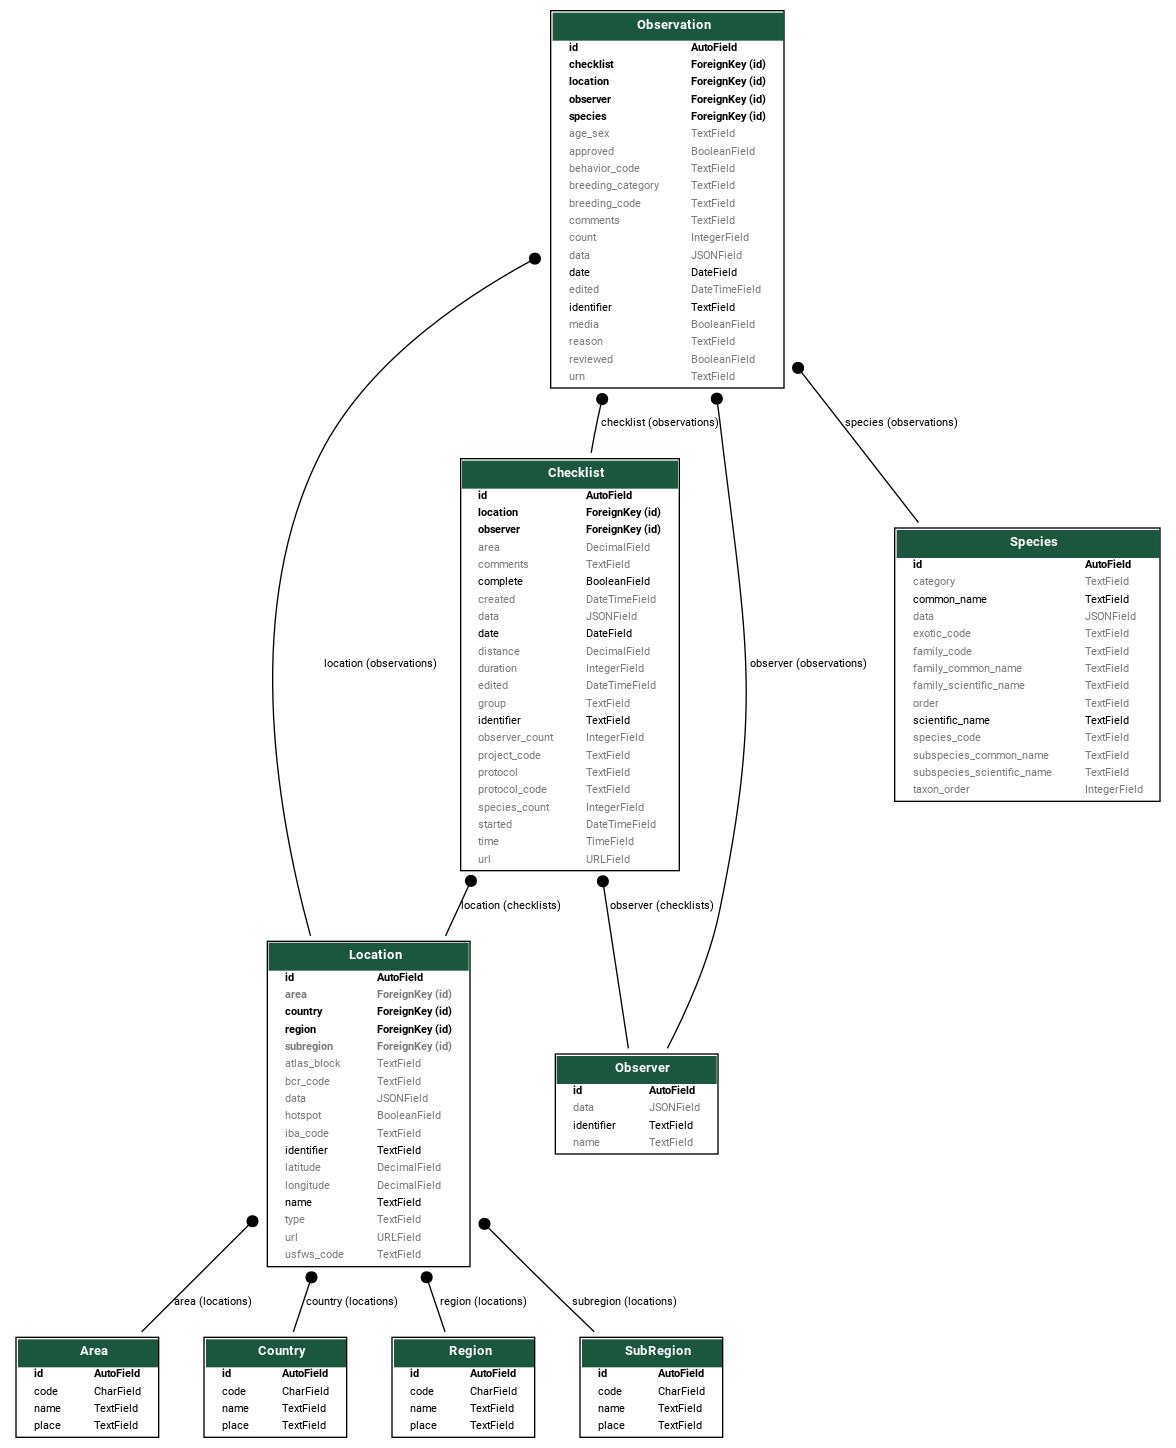 Observation
id AutoField
checklist ForeignKey (id)
location ForeignKey (id)
observer ForeignKey (id)
species ForeignKey (id)
age_sex TextField
approved BooleanField
behavior_code TextField
breeding_category TextField
breeding_code TextField
comments TextField
count IntegerField
data JSONField
date DateField
edited DateTimeField
identifier TextField
media BooleanField
reason TextField
reviewed BooleanField
urn TextField
checklist (observations)
species (observations)
location (observations)
observer (observations)
Checklist
id AutoField
location ForeignKey (id)
observer ForeignKey (id)
area DecimalField
comments TextField
complete BooleanField
created DateTimeField
data JSONField
date DateField
distance DecimalField
duration IntegerField
edited DateTimeField
group TextField
identifier TextField
observer_count IntegerField
project_code TextField
protocol TextField
protocol_code TextField
species_count IntegerField
started DateTimeField
time TimeField
url URLField
Species
id AutoField
category TextField
common_name TextField
data JSONField
exotic_code TextField
family_code TextField
family_common_name TextField
family_scientific_name TextField
order TextField
scientific_name TextField
species_code TextField
subspecies_common_name TextField
subspecies_scientific_name TextField
taxon_order IntegerField
location (checklists)
observer (checklists)
Location
id AutoField
area ForeignKey (id)
country ForeignKey (id)
region ForeignKey (id)
subregion ForeignKey (id)
atlas_block TextField
bcr_code TextField
data JSONField
hotspot BooleanField
iba_code TextField
identifier TextField
latitude DecimalField
longitude DecimalField
name TextField
type TextField
url URLField
usfws_code TextField
Observer
id AutoField
data JSONField
identifier TextField
name TextField
area (locations)
country (locations)
region (locations)
subregion (locations)
Area
id AutoField
code CharField
name TextField
place TextField
Country
id AutoField
code CharField
name TextField
place TextField
Region
id AutoField
code CharField
name TextField
place TextField
SubRegion
id AutoField
code CharField
name TextField
place TextField